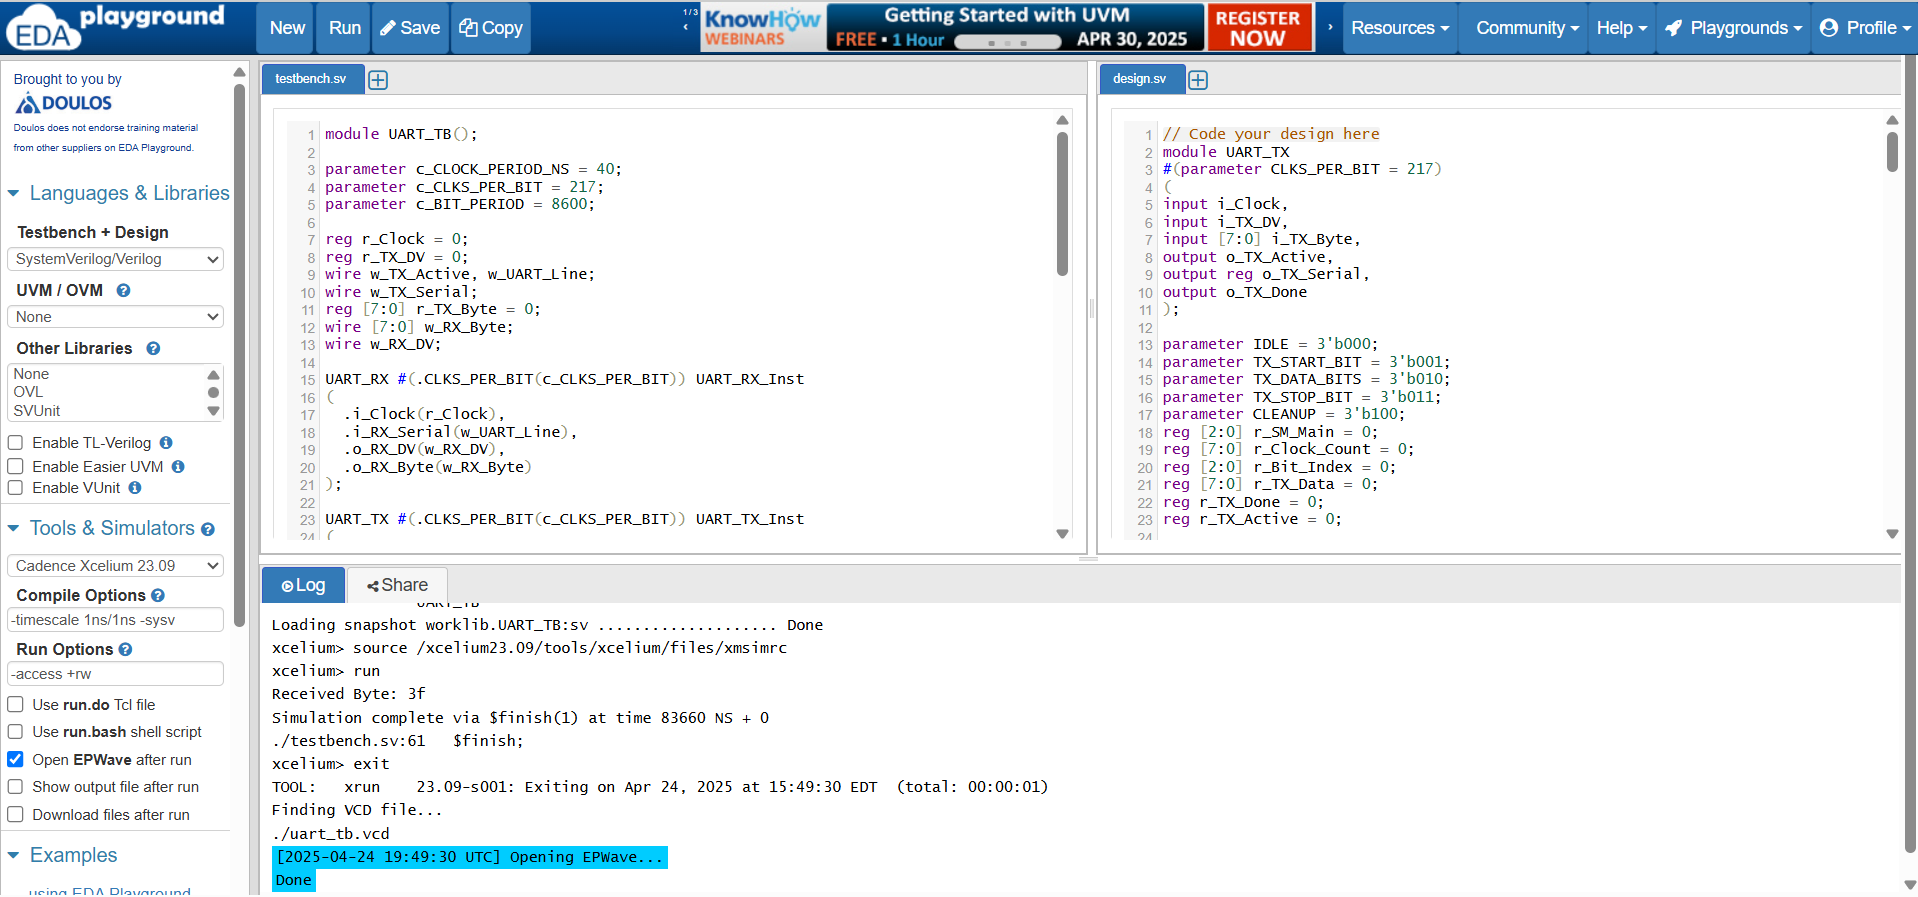 EDA playground
New
Run
Save
Copy
1/3
KNOWHOW
WEBINARS
Getting Started with UVM
FREE • 1 Hour
APR 30, 2025
REGISTER
NOW
Resources
Community
Help
Playgrounds
Profile
Brought to you by
DOULOS
Doulos does not endorse training material
from other suppliers on EDA Playground.
Languages & Libraries
Testbench + Design
SystemVerilog/Verilog
UVM / OVM
None
Other Libraries
None
OVL
SVUnit
Enable TL-Verilog
Enable Easier UVM
Enable VUnit
Tools & Simulators
Cadence Xcelium 23.09
Compile Options
-timescale 1ns/1ns -sysv
Run Options
-access +rw
Use run.do Tcl file
Use run.bash shell script
Open EPWave after run
Show output file after run
Download files after run
Examples
using EDA Playground
testbench.sv
1 module UART_TB();
2
3 parameter c_CLOCK_PERIOD_NS = 40;
4 parameter c_CLKS_PER_BIT = 217;
5 parameter c_BIT_PERIOD = 8600;
6
7 reg r_Clock = 0;
8 reg r_TX_DV = 0;
9 wire w_TX_Active, w_UART_Line;
10 wire w_TX_Serial;
11 reg [7:0] r_TX_Byte = 0;
12 wire [7:0] w_RX_Byte;
13 wire w_RX_DV;
14
15 UART_RX #(.CLKS_PER_BIT(c_CLKS_PER_BIT)) UART_RX_Inst
16 (
17 .i_Clock(r_Clock),
18 .i_RX_Serial(w_UART_Line),
19 .o_RX_DV(w_RX_DV),
20 .o_RX_Byte(w_RX_Byte)
21 );
22
23 UART_TX #(.CLKS_PER_BIT(c_CLKS_PER_BIT)) UART_TX_Inst
24 (
design.sv
1 // Code your design here
2 module UART_TX
3 #(parameter CLKS_PER_BIT = 217)
4 (
5 input i_Clock,
6 input i_TX_DV,
7 input [7:0] i_TX_Byte,
8 output o_TX_Active,
9 output reg o_TX_Serial,
10 output o_TX_Done
11 );
12
13 parameter IDLE = 3'b000;
14 parameter TX_START_BIT = 3'b001;
15 parameter TX_DATA_BITS = 3'b010;
16 parameter TX_STOP_BIT = 3'b011;
17 parameter CLEANUP = 3'b100;
18 reg [2:0] r_SM_Main = 0;
19 reg [7:0] r_Clock_Count = 0;
20 reg [2:0] r_Bit_Index = 0;
21 reg [7:0] r_TX_Data = 0;
22 reg r_TX_Done = 0;
23 reg r_TX_Active = 0;
24
Log
Share
UART_TB
Loading snapshot worklib.UART_TB:sv .................... Done
xcelium> source /xcelium23.09/tools/xcelium/files/xmsimrc
xcelium> run
Received Byte: 3f
Simulation complete via $finish(1) at time 83660 NS + 0
./testbench.sv:61 $finish;
xcelium> exit
TOOL: xrun 23.09-s001: Exiting on Apr 24, 2025 at 15:49:30 EDT (total: 00:00:01)
Finding VCD file...
./uart_tb.vcd
[2025-04-24 19:49:30 UTC] Opening EPWave...
Done